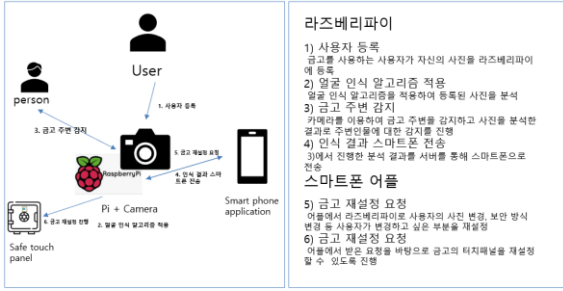 User
1. 사용자 등록
person
3. 금고 주변 감지
5. 금고 재설정 요청
RaspberryPi
4. 인식 결과 스마
트폰 전송
Pi + Camera
Smart phone
application
6. 금고 재설정 진행
2. 얼굴 인식 알고리즘 적용
Safe touch
panel
라즈베리파이
1) 사용자 등록
금고를 사용하는 사용자가 자신의 사진을 라즈베리파이
에 등록
2) 얼굴 인식 알고리즘 적용
얼굴 인식 알고리즘을 적용하여 등록된 사진을 분석
3) 금고 주변 감지
카메라를 이용하여 금고 주변을 감지하고 사진을 분석한
결과로 주변인물에 대한 감지를 진행
4) 인식 결과 스마트폰 전송
3)에서 진행한 분석 결과를 서버를 통해 스마트폰으로
전송
스마트폰 어플
5) 금고 재설정 요청
어플에서 라즈베리파이로 사용자의 사진 변경, 보안 방식
변경 등 사용자가 변경하고 싶은 부분을 재설정
6) 금고 재설정 요청
어플에서 받은 요청을 바탕으로 금고의 터치패널을 재설정
할 수 있도록 진행